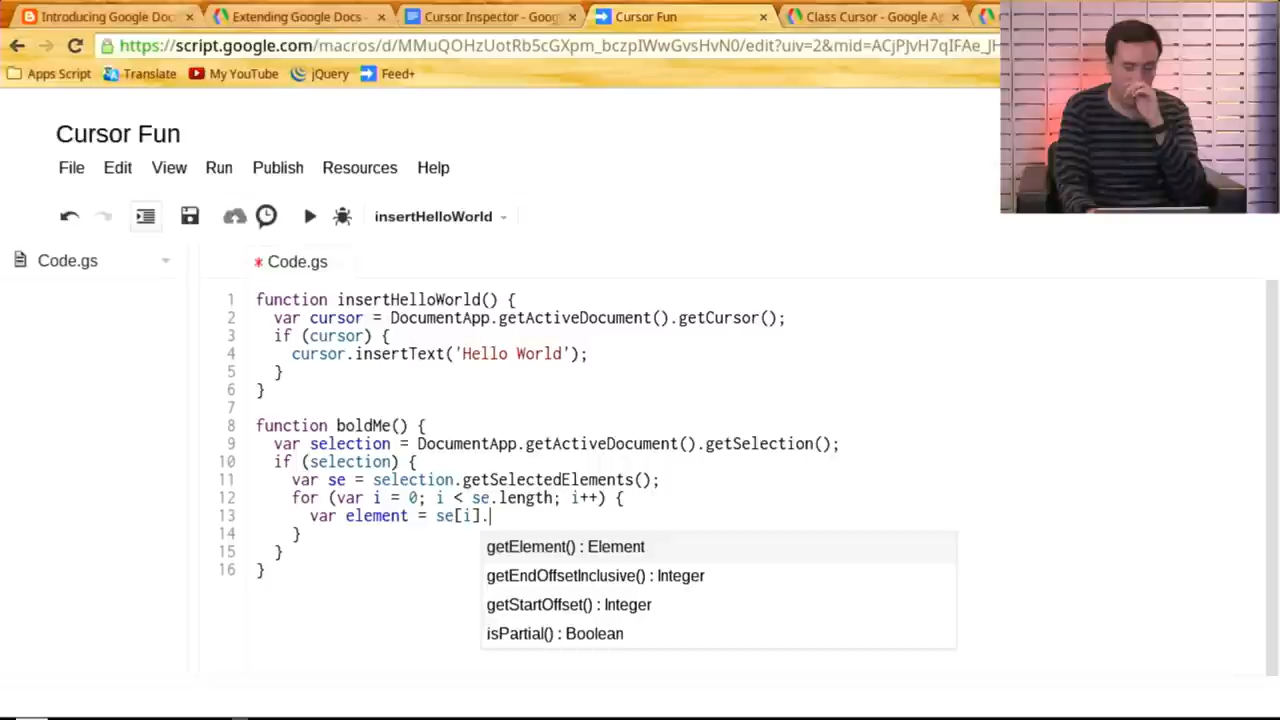 Introducing Google Doc
Extending Google Docs -
Cursor Inspector - Goog
Cursor Fun
Class Cursor - Google Ap
https://script.google.com/macros/d/MMuQOHzUotRb5cGXpm_bczpIWwGvsHvN0/edit?uiv=2&mid=ACjPJvH7qIFAe_JH
Apps Script Translate My YouTube jQuery Feed+
Cursor Fun
File Edit View Run Publish Resources Help
insertHelloWorld
Code.gs
* Code.gs
1 function insertHelloWorld() {
2 var cursor = DocumentApp.getActiveDocument().getCursor();
3 if (cursor) {
4 cursor.insertText('Hello World');
5 }
6 }
7
8 function boldMe() {
9 var selection = DocumentApp.getActiveDocument().getSelection();
10 if (selection) {
11 var se = selection.getSelectedElements();
12 for (var i = 0; i < se.length; i++) {
13 var element = se[i].
14 }
15 }
16 }
getElement() : Element
getEndOffsetInclusive() : Integer
getStartOffset() : Integer
isPartial() : Boolean